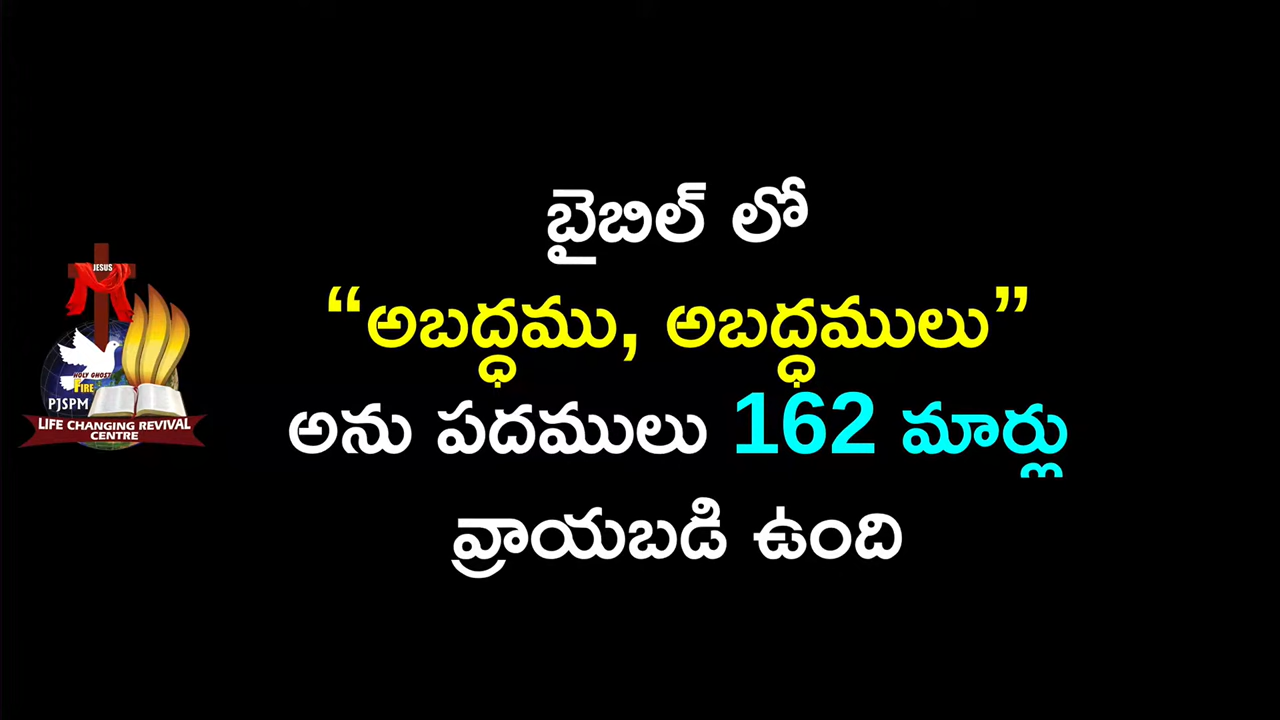 బైబిల్ లో
“అబద్ధము, అబద్ధములు”
అను పదములు 162 మార్లు
వ్రాయబడి ఉంది
JESUS
HOLY GHOST
FIRE
PJSPM
LIFE CHANGING REVIVAL
CENTRE